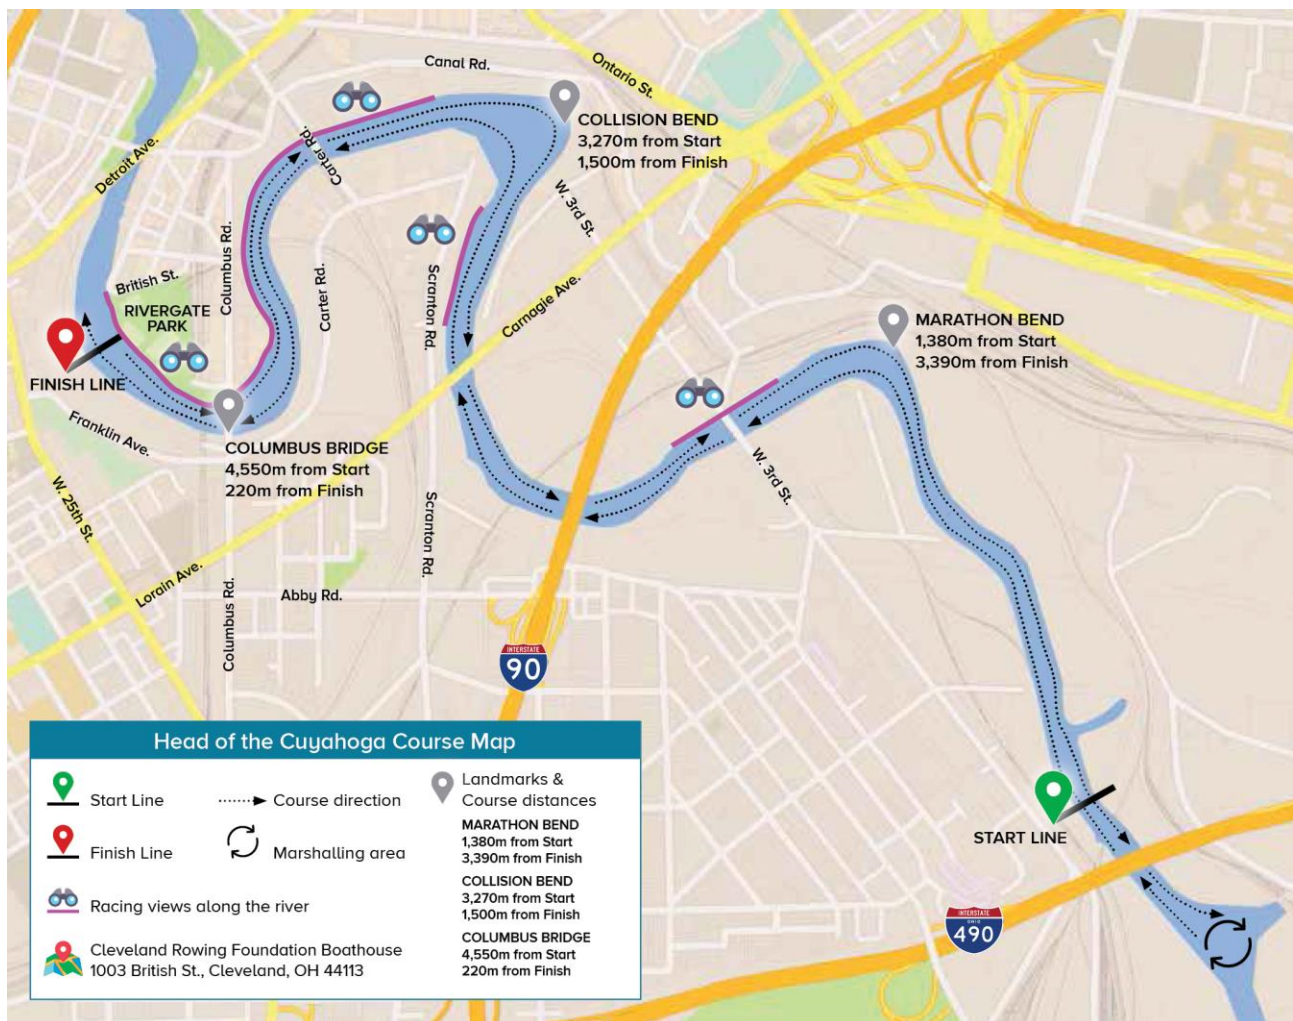 Canal Rd.
Ontario St.
Detroit Ave.
Carter Rd.
COLLISION BEND
3,270m from Start
1,500m from Finish
W. 3rd St.
Columbus Rd.
Carter Rd.
Scranton Rd.
Carnagie Ave.
British St.
RIVERGATE
PARK
FINISH LINE
MARATHON BEND
1,380m from Start
3,390m from Finish
Franklin Ave.
COLUMBUS BRIDGE
4,550m from Start
220m from Finish
W. 3rd St.
W. 25th St.
Scranton Rd.
Lorain Ave.
Abby Rd.
Columbus Rd.
INTERSTATE
90
START LINE
INTERSTATE
OHIO
490
Head of the Cuyahoga Course Map
Start Line
Course direction
Landmarks &
Course distances
Finish Line
Marshalling area
MARATHON BEND
1,380m from Start
3,390m from Finish
Racing views along the river
COLLISION BEND
3,270m from Start
1,500m from Finish
Cleveland Rowing Foundation Boathouse
1003 British St., Cleveland, OH 44113
COLUMBUS BRIDGE
4,550m from Start
220m from Finish